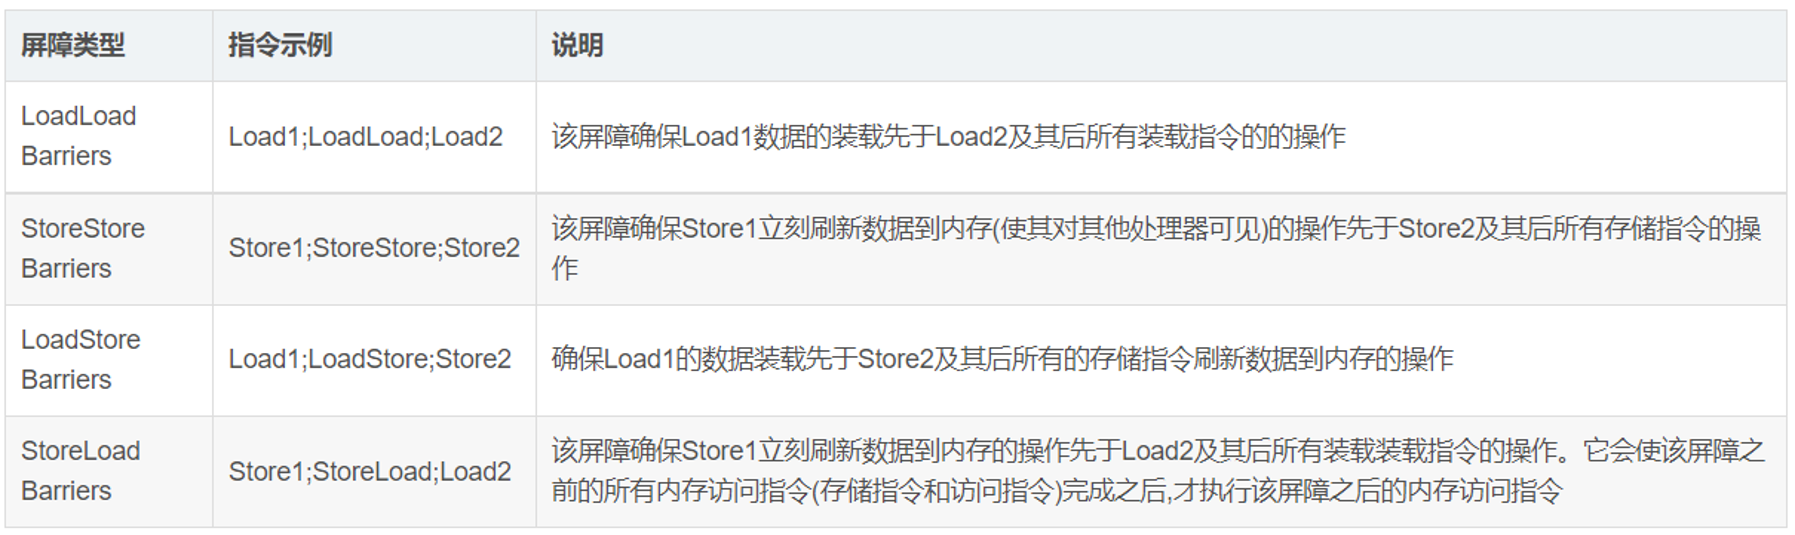 屏障类型 指令示例 说明
LoadLoad
Barriers
Load1;LoadLoad;Load2
该屏障确保Load1数据的装载先于Load2及其后所有装载指令的的操作
StoreStore
Barriers
Store1;StoreStore;Store2
该屏障确保Store1立刻刷新数据到内存(使其对其他处理器可见)的操作先于Store2及其后所有存储指令的操
作
LoadStore
Barriers
Load1;LoadStore;Store2
确保Load1的数据装载先于Store2及其后所有的存储指令刷新数据到内存的操作
StoreLoad
Barriers
Store1;StoreLoad;Load2
该屏障确保Store1立刻刷新数据到内存的操作先于Load2及其后所有装载装载指令的操作。它会使该屏障之
前的所有内存访问指令(存储指令和访问指令)完成之后,才执行该屏障之后的内存访问指令